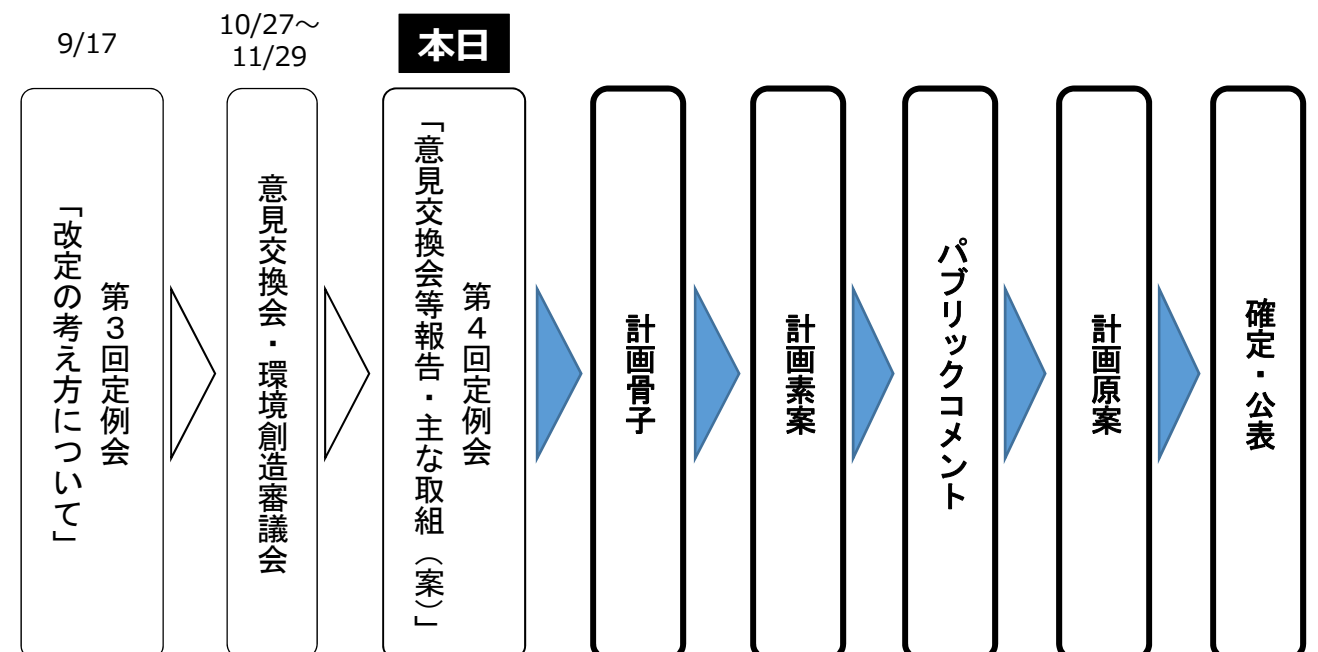 9/17
第３回定例会
「改定の考え方について」
10/27～
11/29
意見交換会・環境創造審議会
本日
第４回定例会
「意見交換会等報告・主な取組（案）」
計画骨子
計画素案
パブリックコメント
計画原案
確定・公表